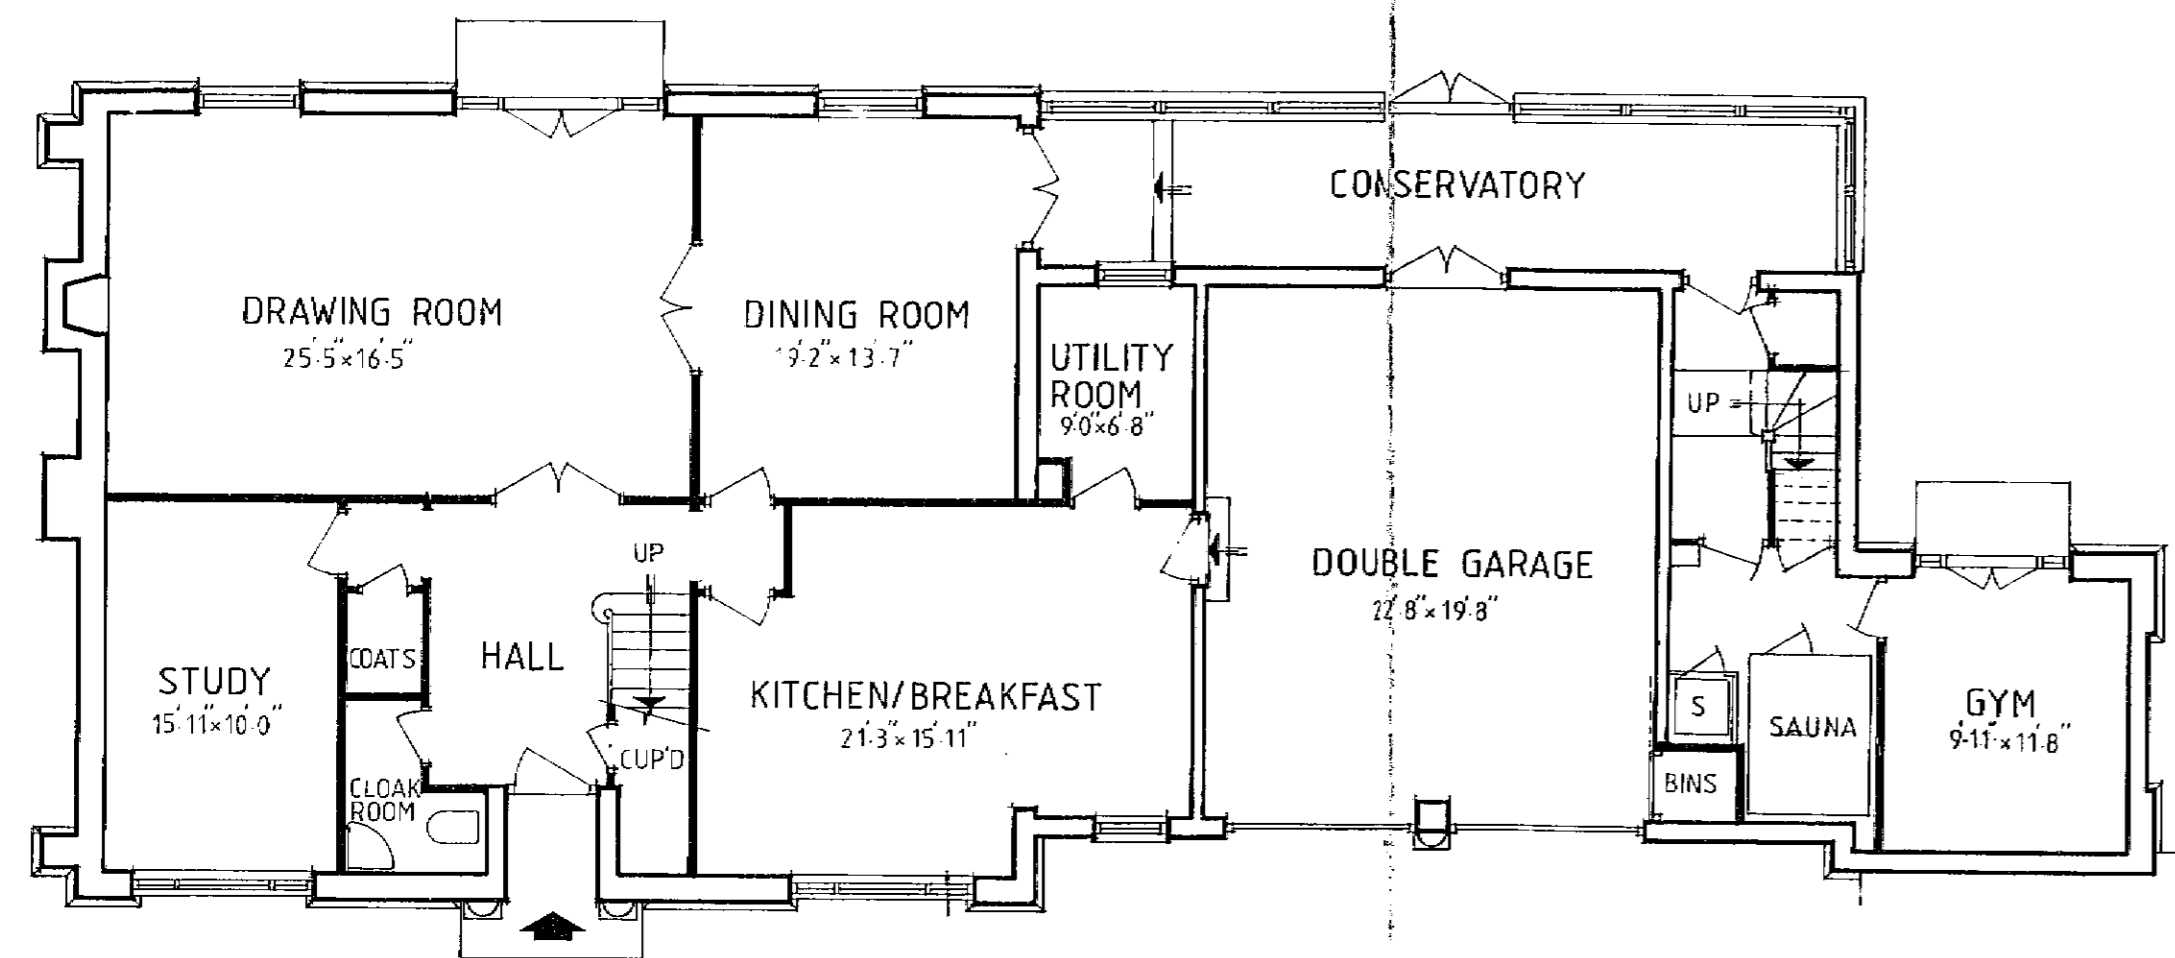 CONSERVATORY
DRAWING ROOM
25'-5"×16'-5"
DINING ROOM
19'-2"×13'-7"
UTILITY
ROOM
9'-0"×6'-8"
UP
UP
DOUBLE GARAGE
22'-8"×19'-8"
STUDY
15'-11"×10'-0"
COATS
HALL
KITCHEN/BREAKFAST
21'-3"×15'-11"
CUP'D
CLOAK
ROOM
S
SAUNA
BINS
GYM
9'-11"×11'-8"